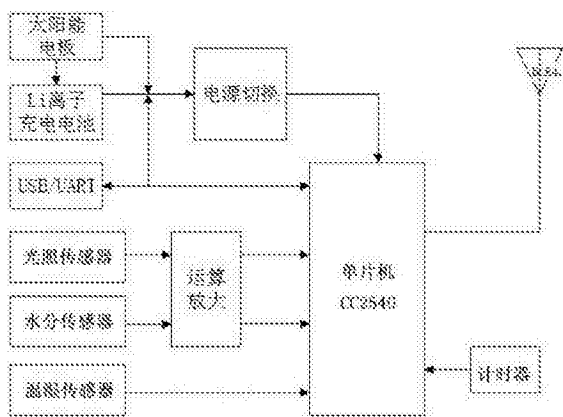 太阳能
电板
Li离子
充电电池
电源切换
USB/UART
光照传感器
水分传感器
运算
放大
单片机
CC2540
温湿传感器
计时器